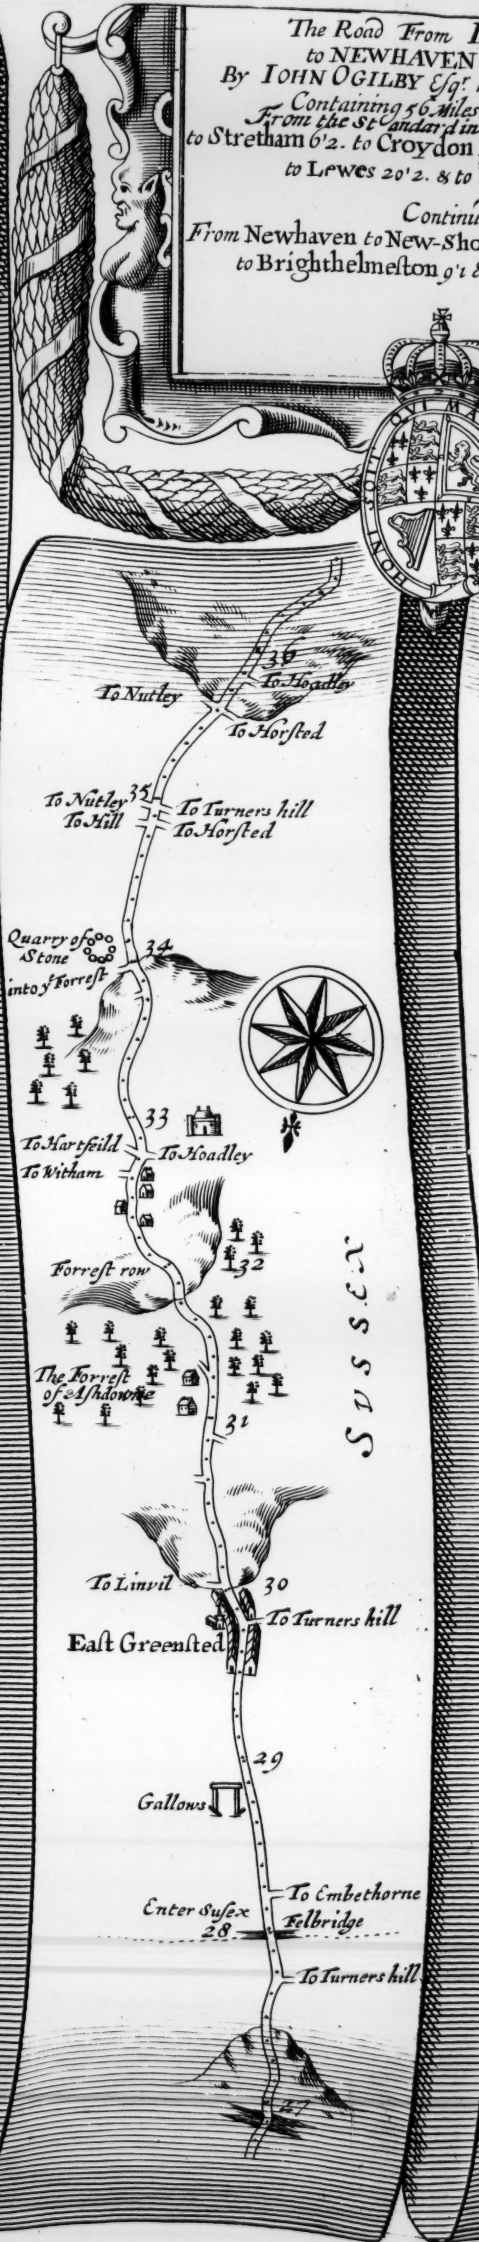 The Road From
to NEWHAVEN
By IOHN OGILBY Esqr.
Containing 56 Miles
From the Standard in
to Stretham 6'2. to Croydon
to Lewes 20'2. & to
Continu
From Newhaven to New-Sho
to Brighthelmeston 9'1 &
HONI SOIT QUI MAL
36
To Hoadley
To Nutley
To Horsted
35
To Nutley
To Turners hill
To Hill
To Horsted
Quarry of
Stone
34
into ye Forrest
33
To Hartfeild
To Hoadley
To Witham
32
Forrest row
SUSSEX
The Forrest
of Ashdowne
31
To Linvil
30
To Turners hill
East Greensted
29
Gallows
To Embethorne
Enter Susex
Felbridge
28
To Turners hill
27